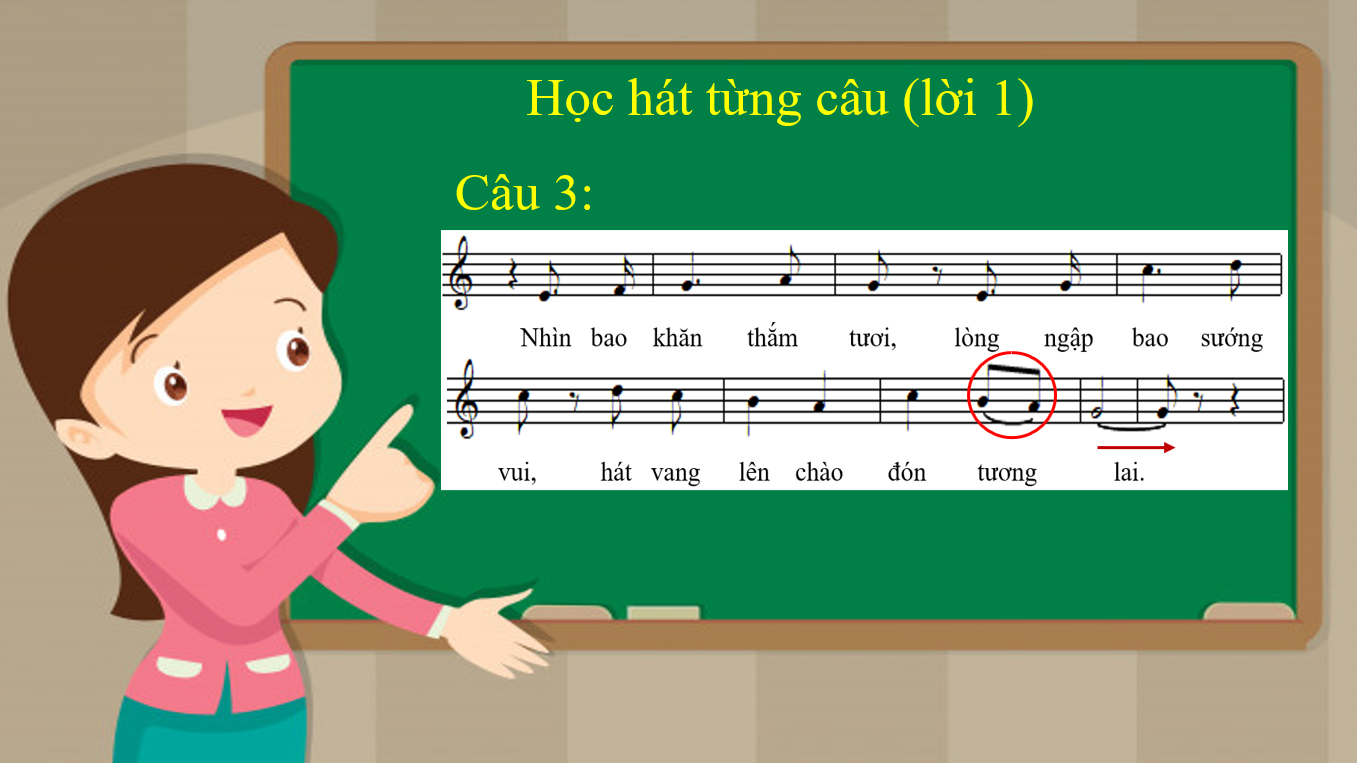 Học hát từng câu (lời 1)
Câu 3:
Nhìn bao khăn thắm tươi, lòng ngập bao sướng
vui, hát vang lên chào đón tương lai.